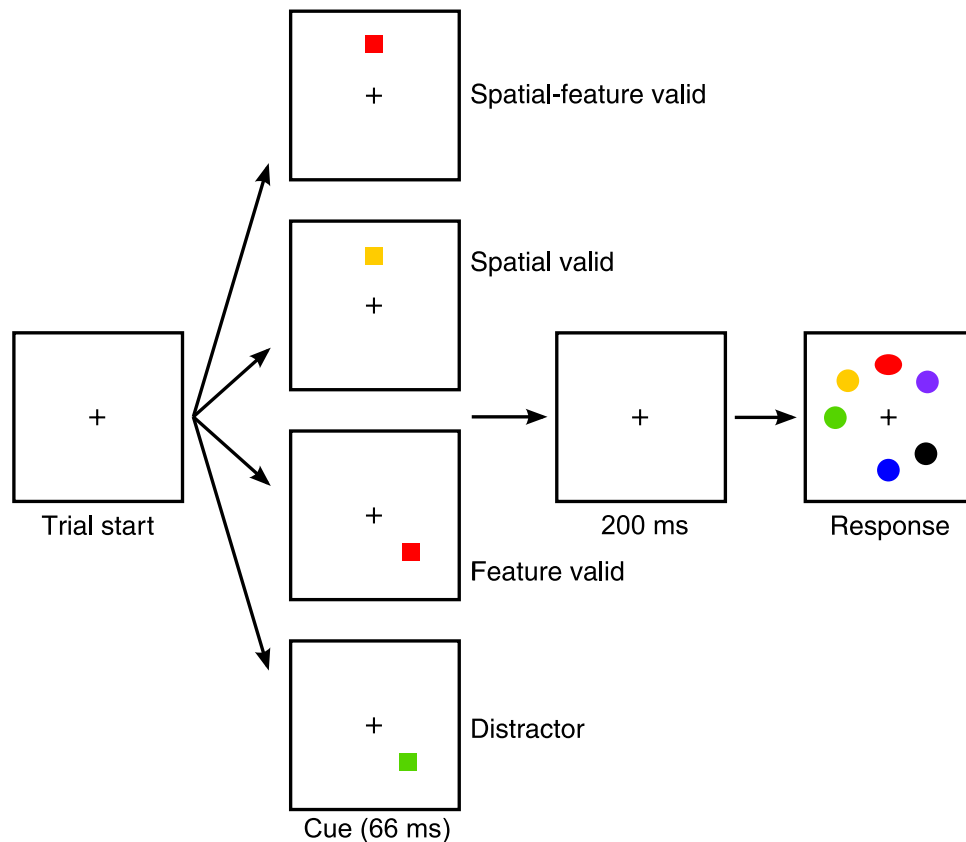 Spatial-feature valid
Spatial valid
Trial start
200 ms
Response
Feature valid
Distractor
Cue (66 ms)